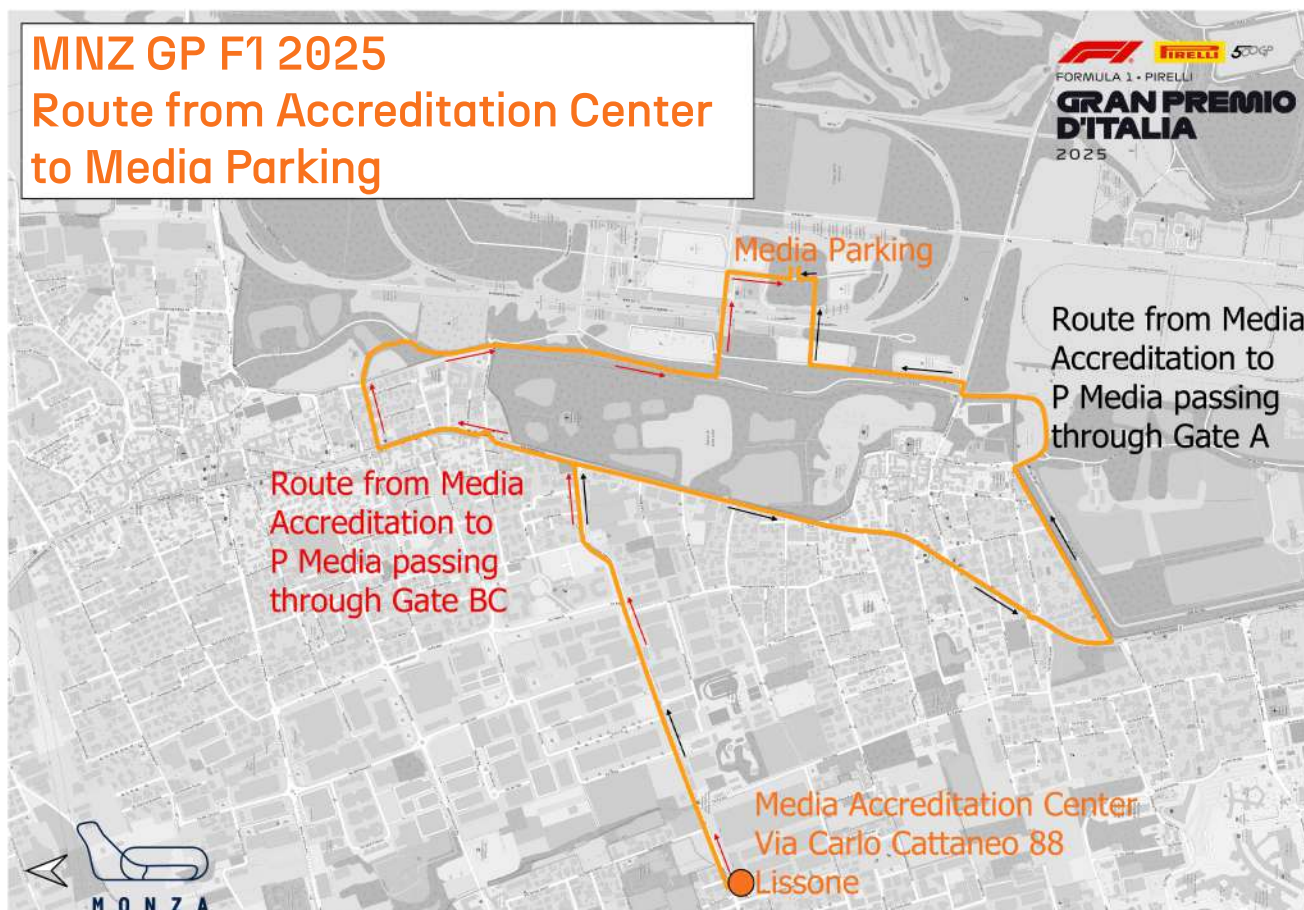 MNZ GP F1 2025
Route from Accreditation Center
to Media Parking
F1
PIRELLI
500GP
FORMULA 1 • PIRELLI
GRAN PREMIO
D'ITALIA
2025
Media Parking
Route from Media
Accreditation to
P Media passing
through Gate A
Route from Media
Accreditation to
P Media passing
through Gate BC
Media Accreditation Center
Via Carlo Cattaneo 88
Lissone
MONZA